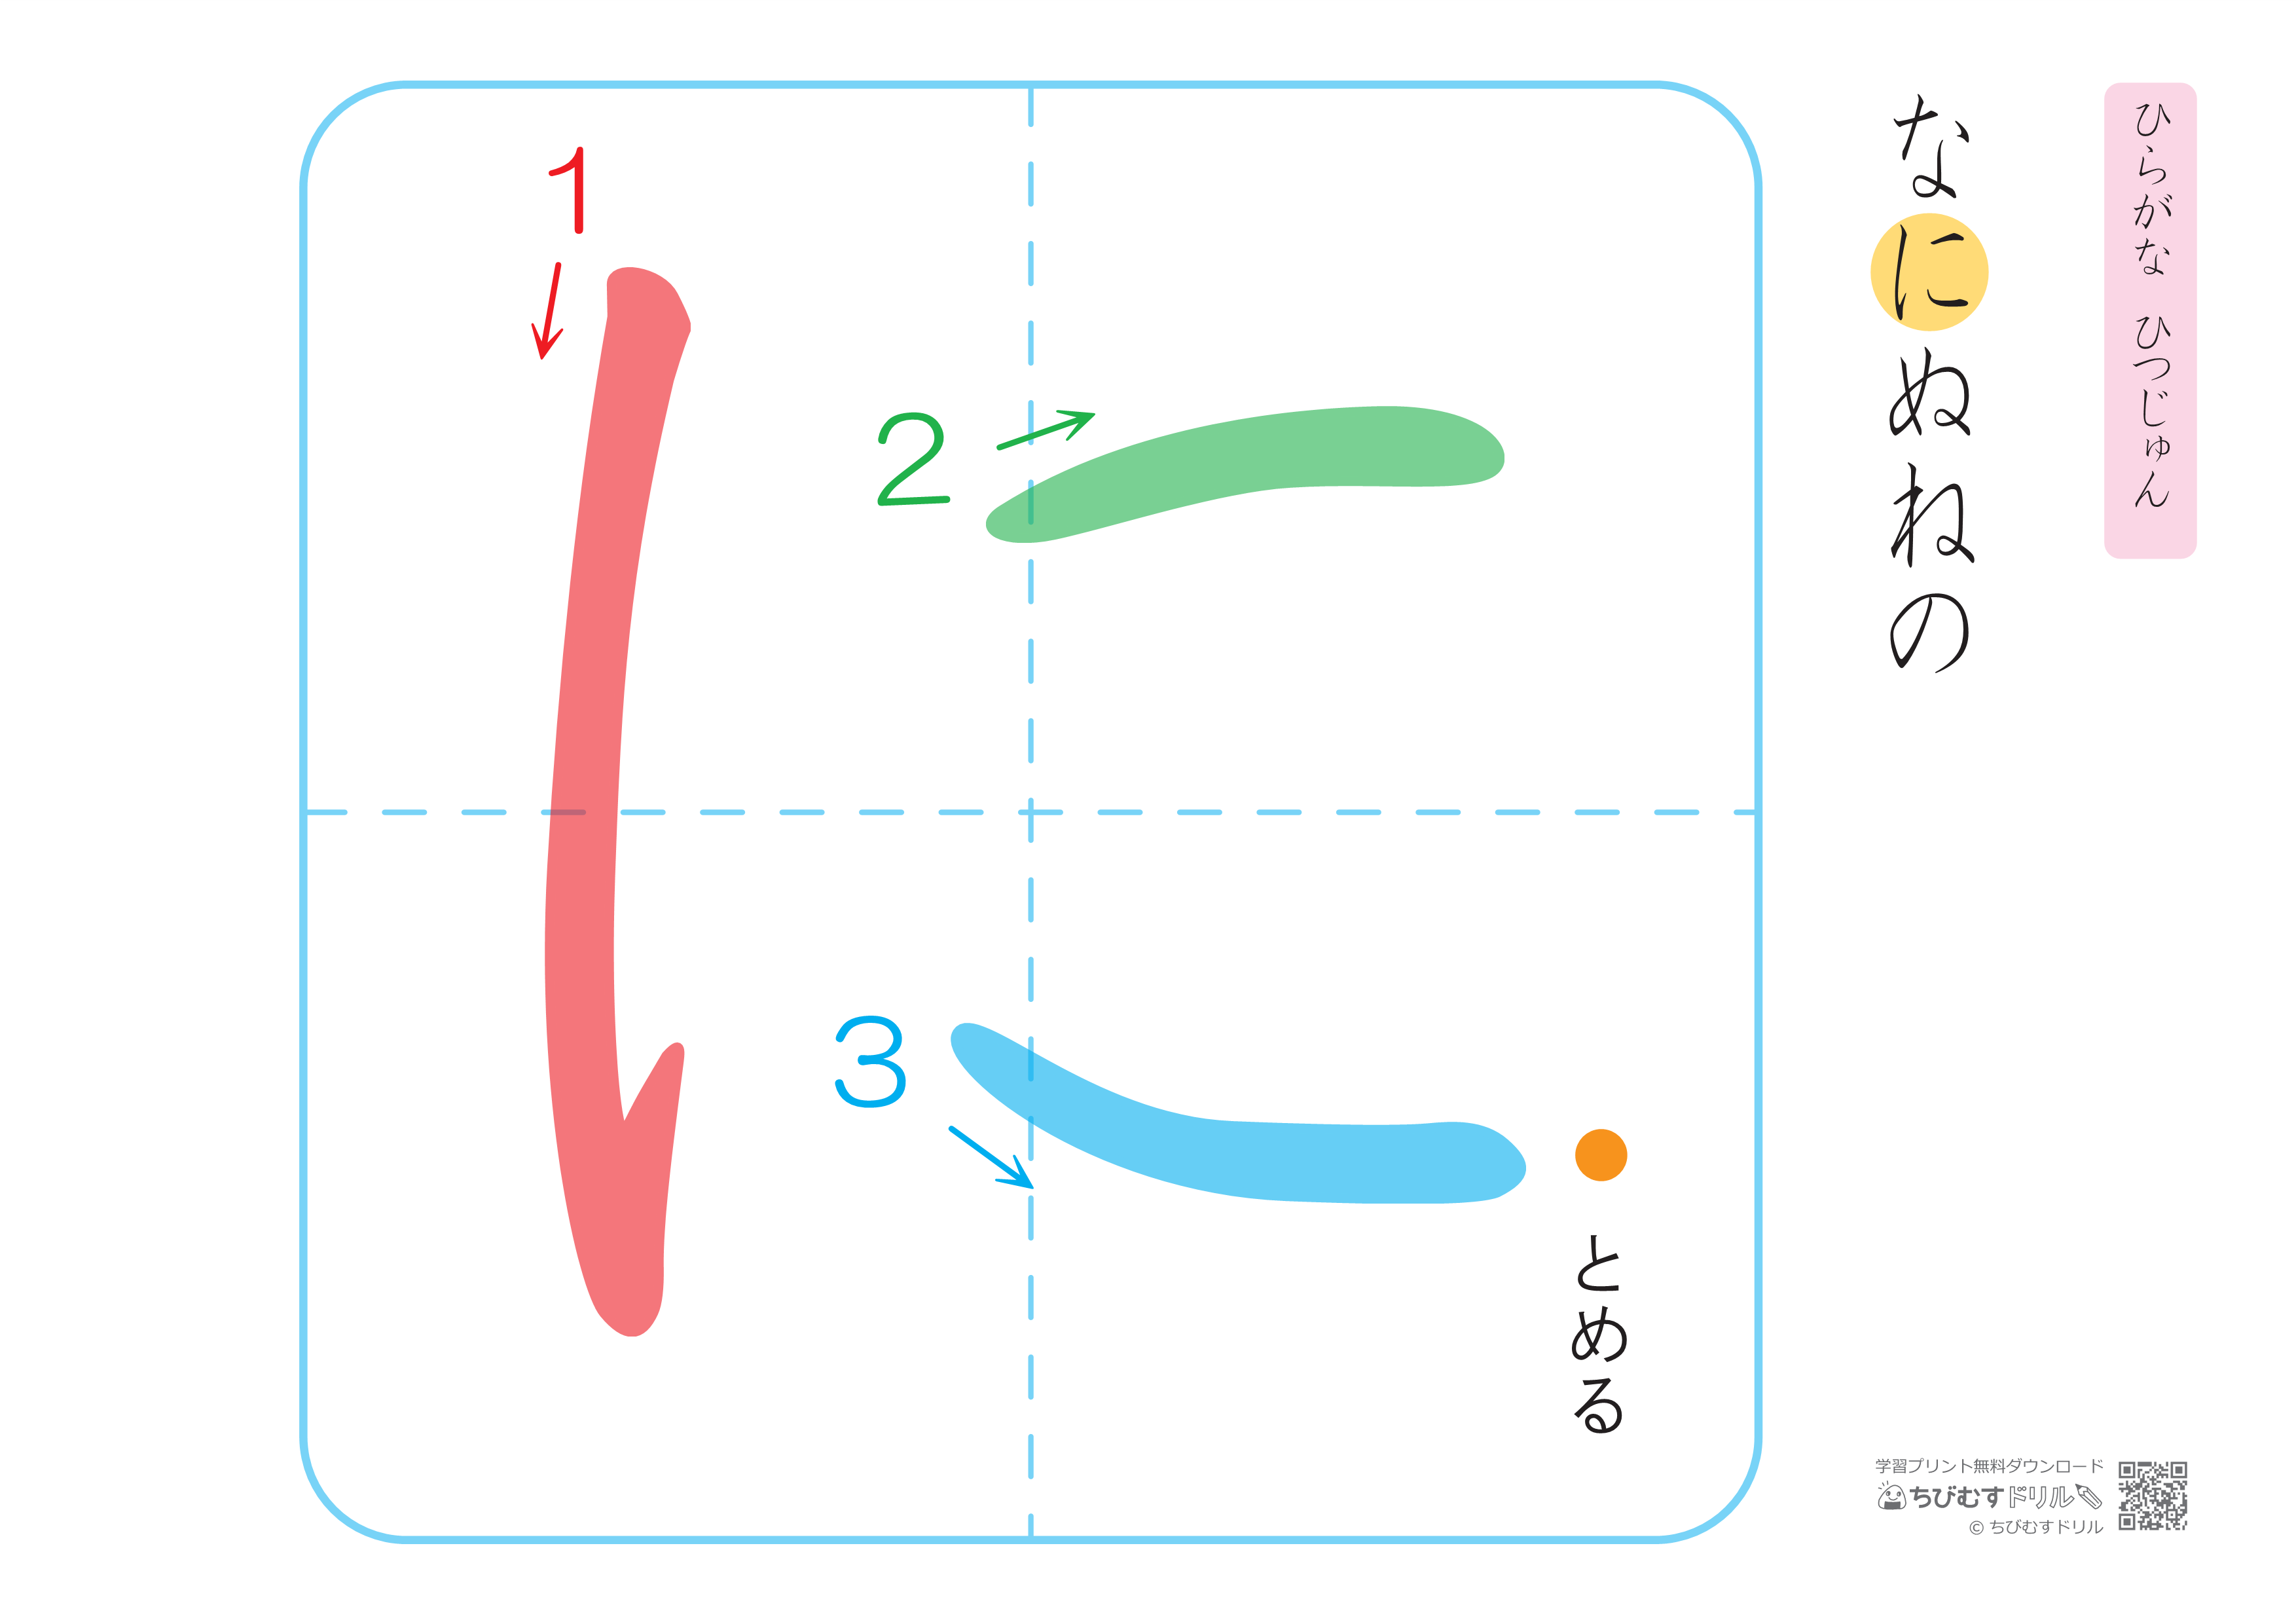 ひらがな ひつじゅん
なにぬねの
1
2
3
とめる
学習プリント無料ダウンロード
ちびむすドリル
© ちびむすドリル